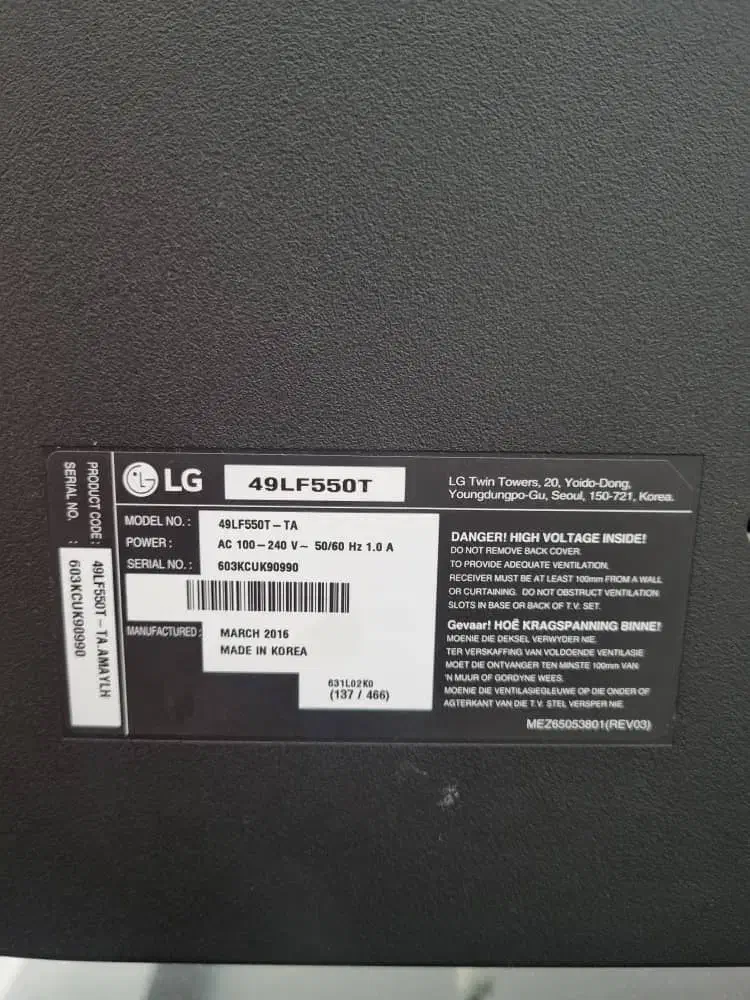 LG
49LF550T
LG Twin Towers, 20, Yoido-Dong,
Youngdungpo-Gu, Seoul, 150-721, Korea.
PRODUCT CODE : 49LF550T-TA.AMAYLH
SERIAL NO. : 603KCUK90990
MODEL NO. : 49LF550T-TA
POWER : AC 100-240 V~ 50/60 Hz 1.0 A
SERIAL NO. : 603KCUK90990
MANUFACTURED : MARCH 2016
MADE IN KOREA
631L02K0
(137 / 466)
DANGER! HIGH VOLTAGE INSIDE!
DO NOT REMOVE BACK COVER.
TO PROVIDE ADEQUATE VENTILATION,
RECEIVER MUST BE AT LEAST 100mm FROM A WALL
OR CURTAINING. DO NOT OBSTRUCT VENTILATION
SLOTS IN BASE OR BACK OF T.V. SET.
Gevaar! HOË KRAGSPANNING BINNE!
MOENIE DIE DEKSEL VERWYDER NIE.
TER VERSKAFFING VAN VOLDOENDE VENTILASIE
MOET DIE ONTVANGER TEN MINSTE 100mm VAN
'N MUUR OF GORDYNE WEES.
MOENIE DIE VENTILASIEGLEUWE OP DIE ONDER OF
AGTERKANT VAN DIE T.V. STEL VERSPER NIE.
MEZ65053801(REV03)